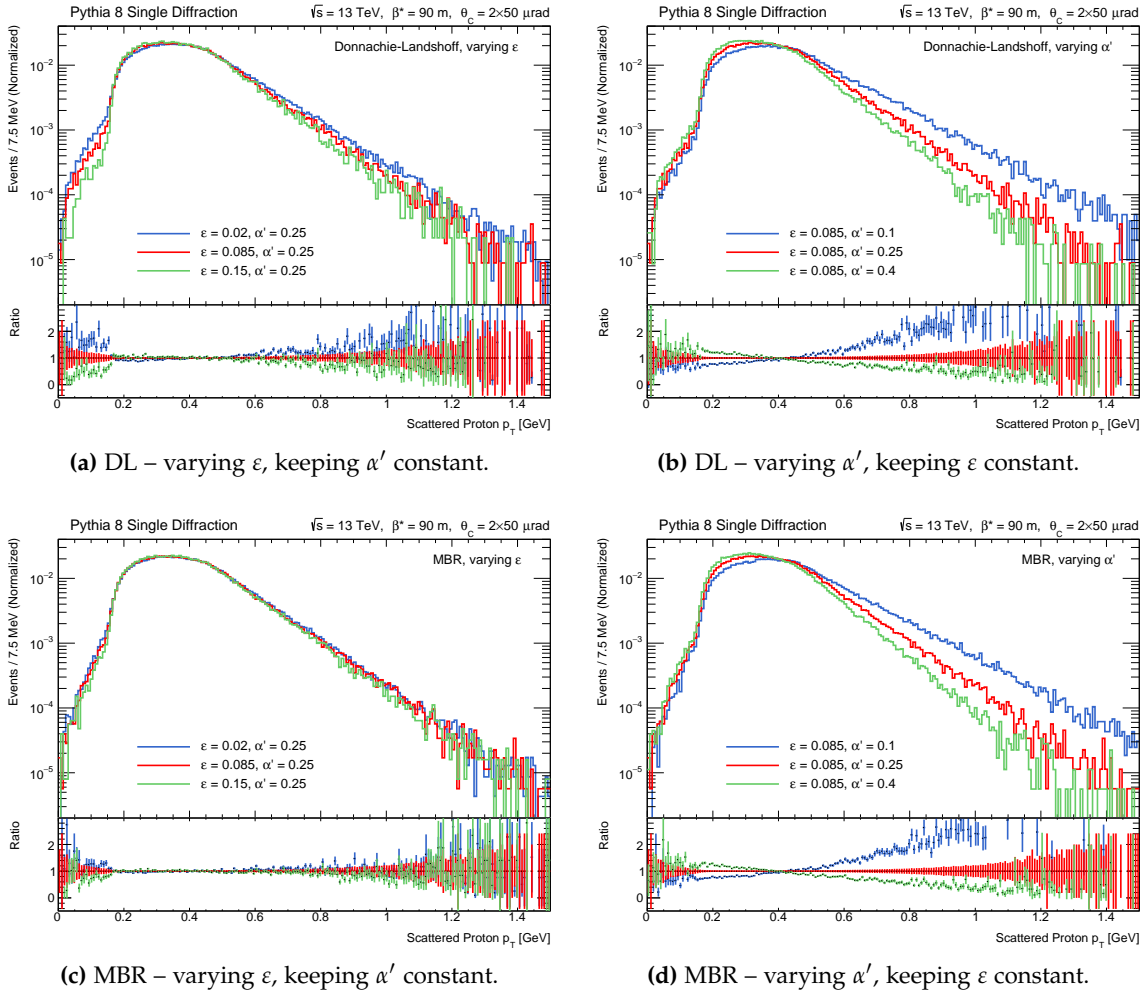 Pythia 8 Single Diffraction √s = 13 TeV, β* = 90 m, θC = 2×50 μrad
Donnachie-Landshoff, varying ε
Events / 7.5 MeV (Normalized)
10⁻²
10⁻³
10⁻⁴
10⁻⁵
ε = 0.02, α' = 0.25
ε = 0.085, α' = 0.25
ε = 0.15, α' = 0.25
Ratio
2
1
0
0 0.2 0.4 0.6 0.8 1 1.2 1.4
Scattered Proton pT [GeV]
(a) DL – varying ε, keeping α′ constant.
Pythia 8 Single Diffraction √s = 13 TeV, β* = 90 m, θC = 2×50 μrad
Donnachie-Landshoff, varying α'
Events / 7.5 MeV (Normalized)
10⁻²
10⁻³
10⁻⁴
10⁻⁵
ε = 0.085, α' = 0.1
ε = 0.085, α' = 0.25
ε = 0.085, α' = 0.4
Ratio
2
1
0
0 0.2 0.4 0.6 0.8 1 1.2 1.4
Scattered Proton pT [GeV]
(b) DL – varying α′, keeping ε constant.
Pythia 8 Single Diffraction √s = 13 TeV, β* = 90 m, θC = 2×50 μrad
MBR, varying ε
Events / 7.5 MeV (Normalized)
10⁻²
10⁻³
10⁻⁴
10⁻⁵
ε = 0.02, α' = 0.25
ε = 0.085, α' = 0.25
ε = 0.15, α' = 0.25
Ratio
2
1
0
0 0.2 0.4 0.6 0.8 1 1.2 1.4
Scattered Proton pT [GeV]
(c) MBR – varying ε, keeping α′ constant.
Pythia 8 Single Diffraction √s = 13 TeV, β* = 90 m, θC = 2×50 μrad
MBR, varying α'
Events / 7.5 MeV (Normalized)
10⁻²
10⁻³
10⁻⁴
10⁻⁵
ε = 0.085, α' = 0.1
ε = 0.085, α' = 0.25
ε = 0.085, α' = 0.4
Ratio
2
1
0
0 0.2 0.4 0.6 0.8 1 1.2 1.4
Scattered Proton pT [GeV]
(d) MBR – varying α′, keeping ε constant.